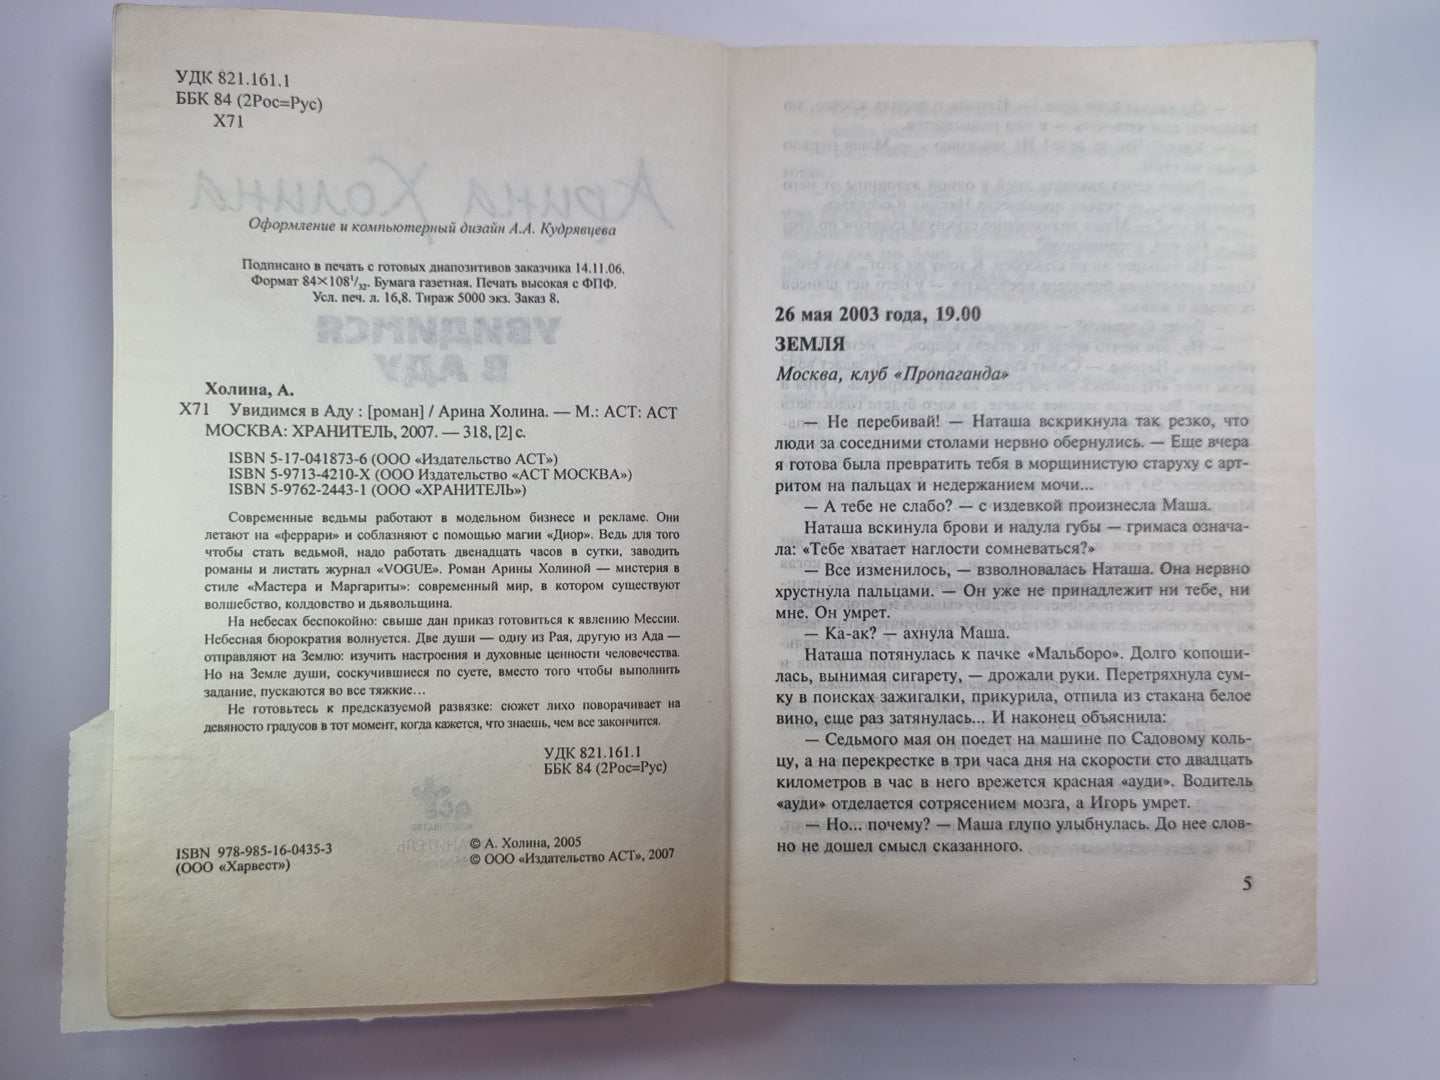 УДК 821.161.1
ББК 84 (2Рос=Рус)
Х71
Арина Холина
Оформление и компьютерный дизайн А.А. Кудрявцева
Подписано в печать с готовых диапозитивов заказчика 14.11.06.
Формат 84×108¹/₃₂. Бумага газетная. Печать высокая с ФПФ.
Усл. печ. л. 16,8. Тираж 5000 экз. Заказ 8.
УВИДИМСЯ
В АДУ
Холина, А.
Х71 Увидимся в Аду : [роман] / Арина Холина. — М.: АСТ: АСТ
МОСКВА: ХРАНИТЕЛЬ, 2007. — 318, [2] с.
ISBN 5-17-041873-6 (ООО «Издательство АСТ»)
ISBN 5-9713-4210-X (ООО Издательство «АСТ МОСКВА»)
ISBN 5-9762-2443-1 (ООО «ХРАНИТЕЛЬ»)
Современные ведьмы работают в модельном бизнесе и рекламе. Они
летают на «феррари» и соблазняют с помощью магии «Диор». Ведь для того
чтобы стать ведьмой, надо работать двенадцать часов в сутки, заводить
романы и листать журнал «VOGUE». Роман Арины Холиной — мистерия в
стиле «Мастера и Маргариты»: современный мир, в котором существуют
волшебство, колдовство и дьявольщина.
На небесах беспокойно: свыше дан приказ готовиться к явлению Мессии.
Небесная бюрократия волнуется. Две души — одну из Рая, другую из Ада —
отправляют на Землю: изучить настроения и духовные ценности человечества.
Но на Земле души, соскучившиеся по суете, вместо того чтобы выполнить
задание, пускаются во все тяжкие…
Не готовьтесь к предсказуемой развязке: сюжет лихо поворачивает на
девяносто градусов в тот момент, когда кажется, что знаешь, чем все закончится.
УДК 821.161.1
ББК 84 (2Рос=Рус)
ISBN 978-985-16-0435-3
(ООО «Харвест»)
© А. Холина, 2005
© ООО «Издательство АСТ», 2007
26 мая 2003 года, 19.00
ЗЕМЛЯ
Москва, клуб «Пропаганда»
— Не перебивай! — Наташа вскрикнула так резко, что
люди за соседними столами нервно обернулись. — Еще вчера
я готова была превратить тебя в морщинистую старуху с арт-
ритом на пальцах и недержанием мочи...
— А тебе не слабо? — с издевкой произнесла Маша.
Наташа вскинула брови и надула губы — гримаса означа-
ла: «Тебе хватает наглости сомневаться?»
— Все изменилось, — взволновалась Наташа. Она нервно
хрустнула пальцами. — Он уже не принадлежит ни тебе, ни
мне. Он умрет.
— Ка-ак? — ахнула Маша.
Наташа потянулась к пачке «Мальборо». Долго копоши-
лась, вынимая сигарету, — дрожали руки. Перетряхнула сум-
ку в поисках зажигалки, прикурила, отпила из стакана белое
вино, еще раз затянулась... И наконец объяснила:
— Седьмого мая он поедет на машине по Садовому коль-
цу, а на перекрестке в три часа дня на скорости сто двадцать
километров в час в него врежется красная «ауди». Водитель
«ауди» отделается сотрясением мозга, а Игорь умрет.
— Но... почему? — Маша глупо улыбнулась. До нее слов-
но не дошел смысл сказанного.
5